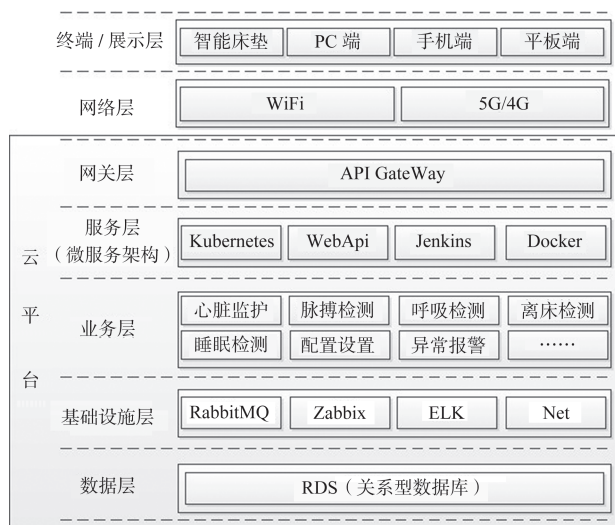 终端/展示层 智能床垫 PC 端 手机端 平板端
网络层 WiFi 5G/4G
网关层 API GateWay
服务层
（微服务架构） Kubernetes WebApi Jenkins Docker
云平台
业务层
心脏监护 脉搏检测 呼吸检测 离床检测
睡眠检测 配置设置 异常报警 ……
基础设施层 RabbitMQ Zabbix ELK Net
数据层 RDS（关系型数据库）